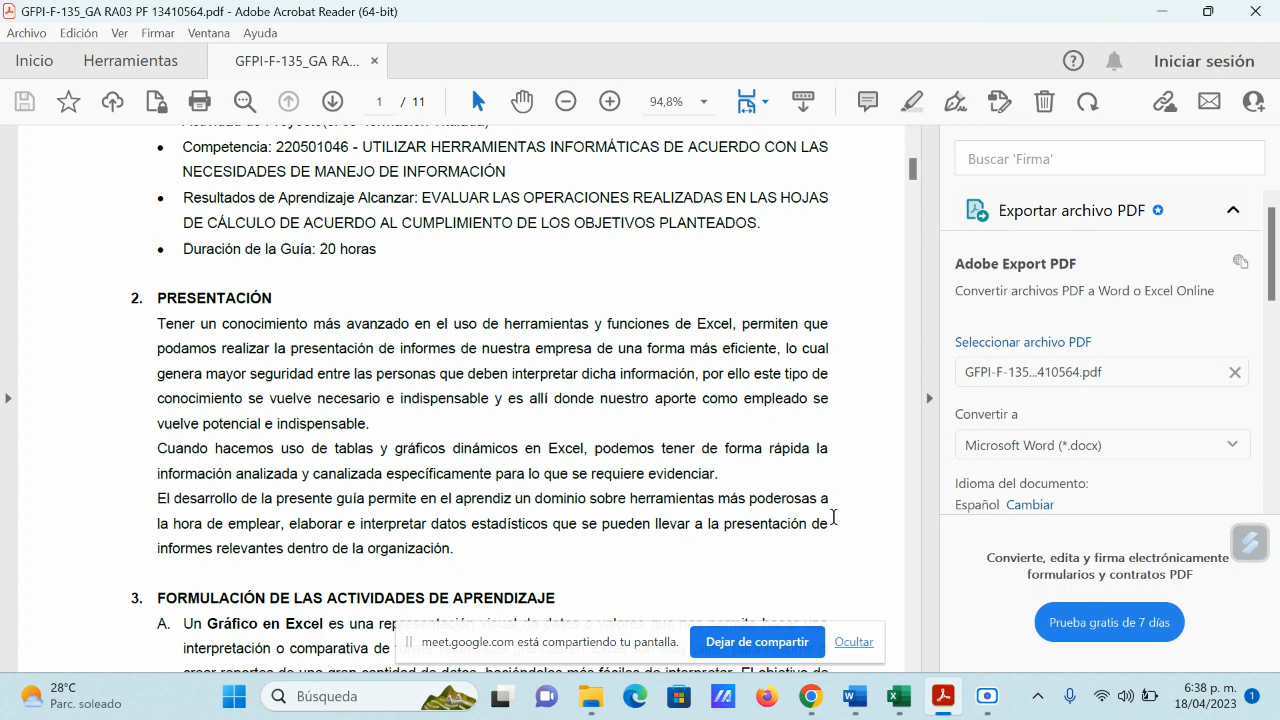 GFPI-F-135_GA RA03 PF 13410564.pdf - Adobe Acrobat Reader (64-bit)
Archivo Edición Ver Firmar Ventana Ayuda
Inicio Herramientas GFPI-F-135_GA RA... × Iniciar sesión
1 / 11 94,8%
Competencia: 220501046 - UTILIZAR HERRAMIENTAS INFORMÁTICAS DE ACUERDO CON LAS
NECESIDADES DE MANEJO DE INFORMACIÓN
Resultados de Aprendizaje Alcanzar: EVALUAR LAS OPERACIONES REALIZADAS EN LAS HOJAS
DE CÁLCULO DE ACUERDO AL CUMPLIMIENTO DE LOS OBJETIVOS PLANTEADOS.
Duración de la Guía: 20 horas
2. PRESENTACIÓN
Tener un conocimiento más avanzado en el uso de herramientas y funciones de Excel, permiten que
podamos realizar la presentación de informes de nuestra empresa de una forma más eficiente, lo cual
genera mayor seguridad entre las personas que deben interpretar dicha información, por ello este tipo de
conocimiento se vuelve necesario e indispensable y es allí donde nuestro aporte como empleado se
vuelve potencial e indispensable.
Cuando hacemos uso de tablas y gráficos dinámicos en Excel, podemos tener de forma rápida la
información analizada y canalizada específicamente para lo que se requiere evidenciar.
El desarrollo de la presente guía permite en el aprendiz un dominio sobre herramientas más poderosas a
la hora de emplear, elaborar e interpretar datos estadísticos que se pueden llevar a la presentación de
informes relevantes dentro de la organización.
3. FORMULACIÓN DE LAS ACTIVIDADES DE APRENDIZAJE
A. Un Gráfico en Excel es una
interpretación o comparativa de
Buscar 'Firma'
Exportar archivo PDF
Adobe Export PDF
Convertir archivos PDF a Word o Excel Online
Seleccionar archivo PDF
GFPI-F-135...410564.pdf
Convertir a
Microsoft Word (*.docx)
Idioma del documento:
Español Cambiar
Convierte, edita y firma electrónicamente
formularios y contratos PDF
Prueba gratis de 7 días
meet.google.com está compartiendo tu pantalla. Dejar de compartir Ocultar
28°C
Parc. soleado
Búsqueda
6:38 p. m.
18/04/2023
1